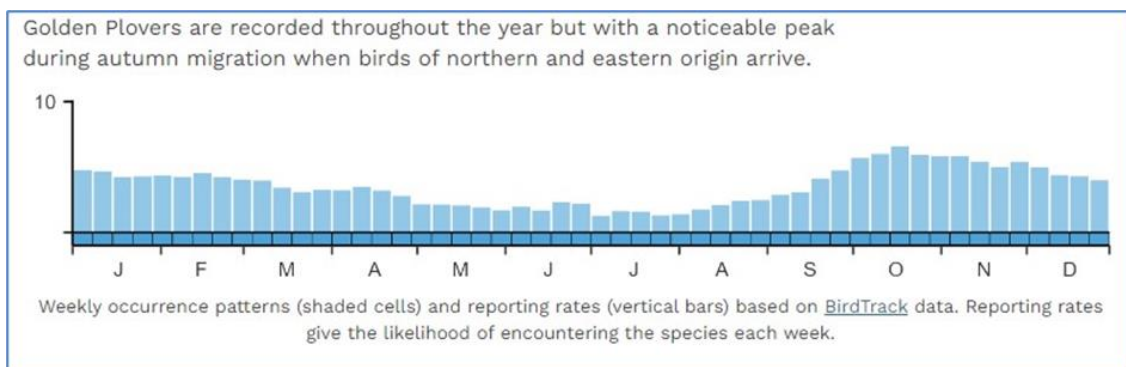 Golden Plovers are recorded throughout the year but with a noticeable peak
during autumn migration when birds of northern and eastern origin arrive.
10
J F M A M J J A S O N D
Weekly occurrence patterns (shaded cells) and reporting rates (vertical bars) based on BirdTrack data. Reporting rates
give the likelihood of encountering the species each week.